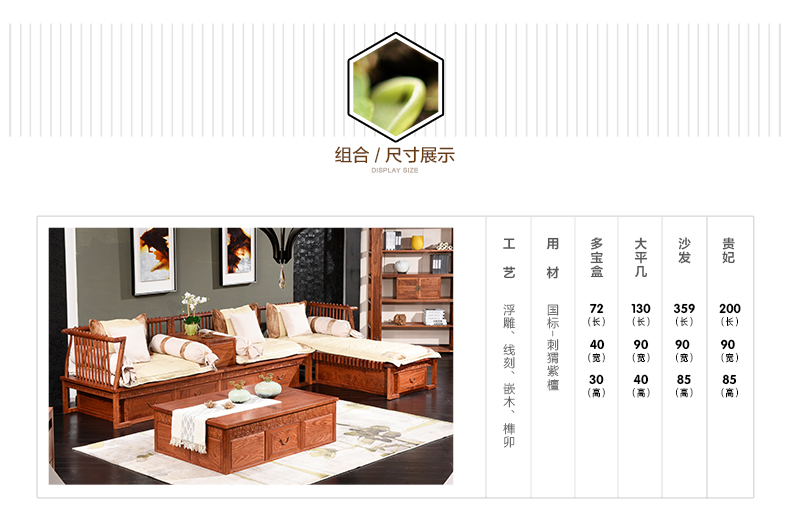 组合 / 尺寸展示
DISPLAY SIZE
工艺
浮雕、线刻、嵌木、榫卯
用材
国标-刺猬紫檀
多宝盒
72
(长)
40
(宽)
30
(高)
大平几
130
(长)
90
(宽)
40
(高)
沙发
359
(长)
90
(宽)
85
(高)
贵妃
200
(长)
90
(宽)
85
(高)